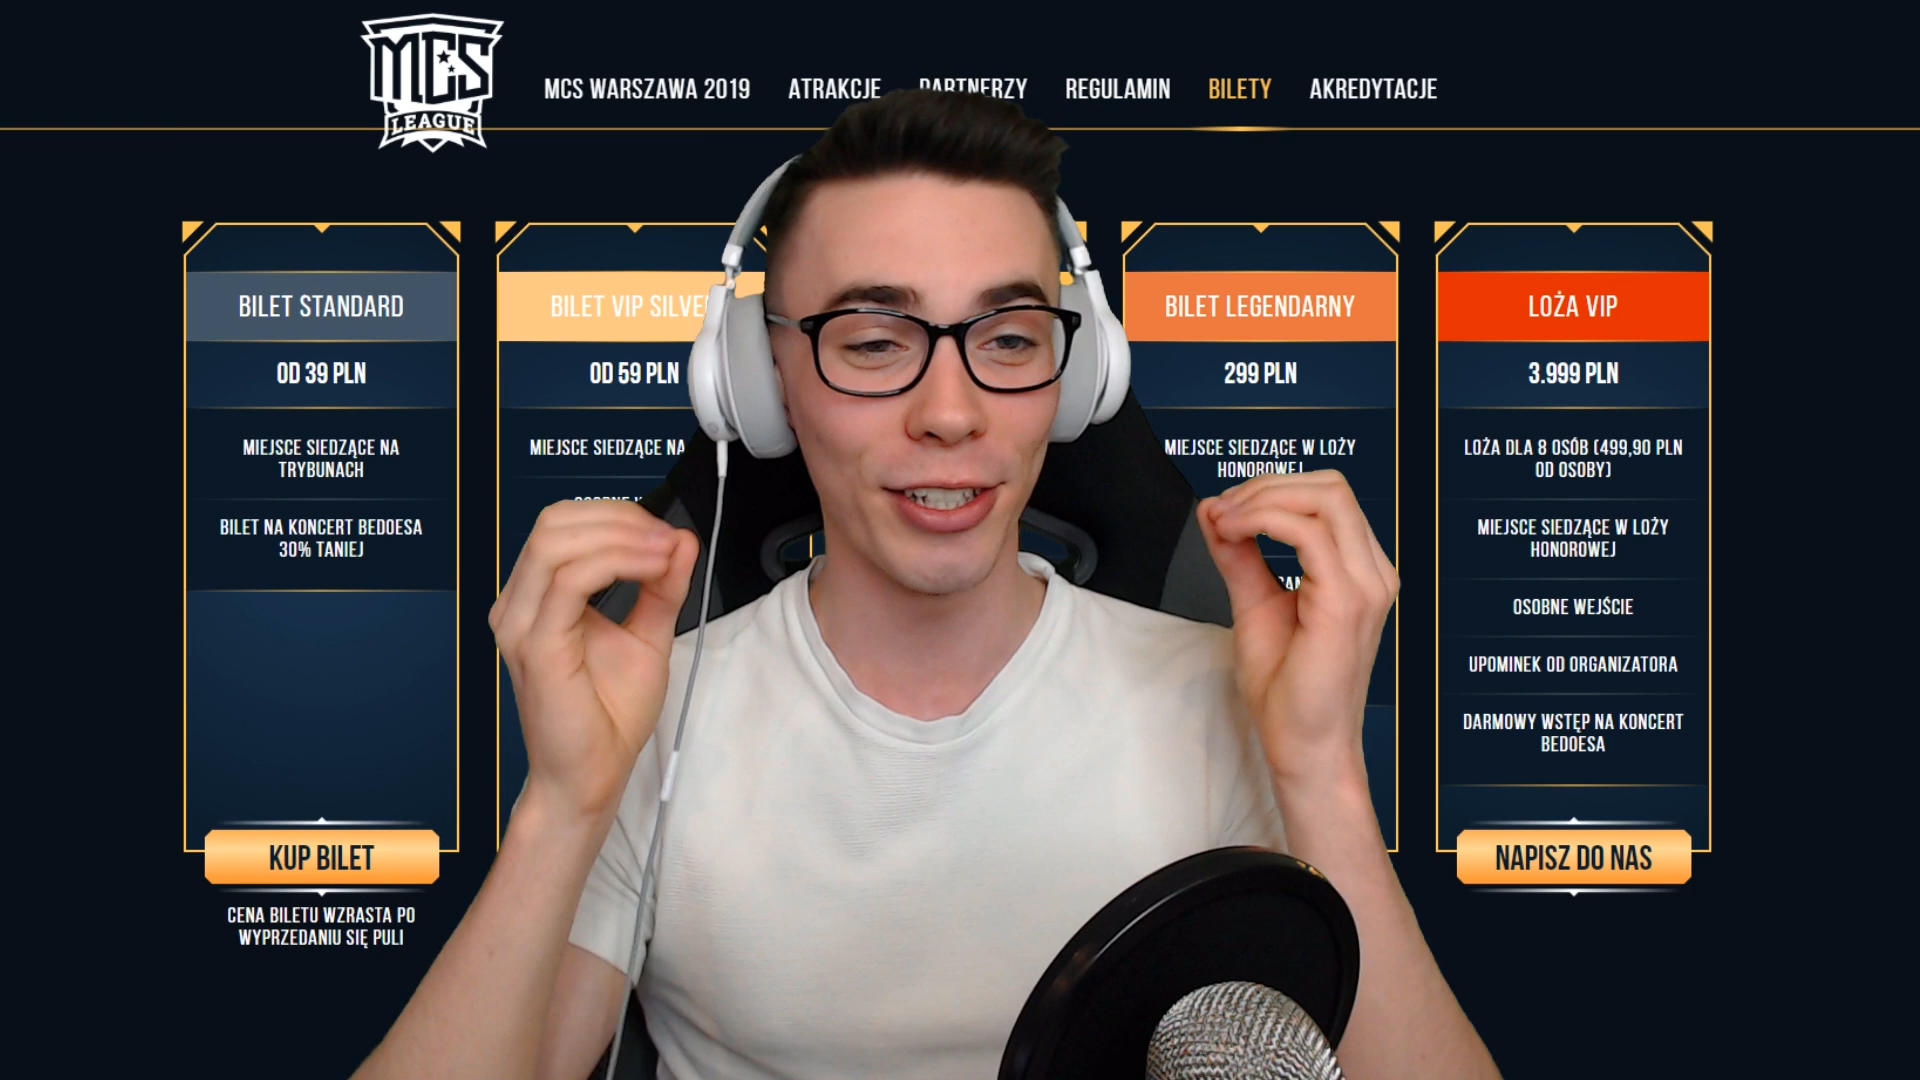 MCS
LEAGUE
MCS WARSZAWA 2019
ATRAKCJE
PARTNERZY
REGULAMIN
BILETY
AKREDYTACJE
BILET STANDARD
OD 39 PLN
MIEJSCE SIEDZĄCE NA
TRYBUNACH
BILET NA KONCERT BEDOESA
30% TANIEJ
KUP BILET
CENA BILETU WZRASTA PO
WYPRZEDANIU SIĘ PULI
BILET VIP
OD 59 PLN
MIEJSCE SIEDZĄCE NA
BILET LEGENDARNY
299 PLN
MIEJSCE SIEDZĄCE W LOŻY
HONOROWEJ
LOŻA VIP
3.999 PLN
LOŻA DLA 8 OSÓB (499,90 PLN
OD OSOBY)
MIEJSCE SIEDZĄCE W LOŻY
HONOROWEJ
OSOBNE WEJŚCIE
UPOMINEK OD ORGANIZATORA
DARMOWY WSTĘP NA KONCERT
BEDOESA
NAPISZ DO NAS